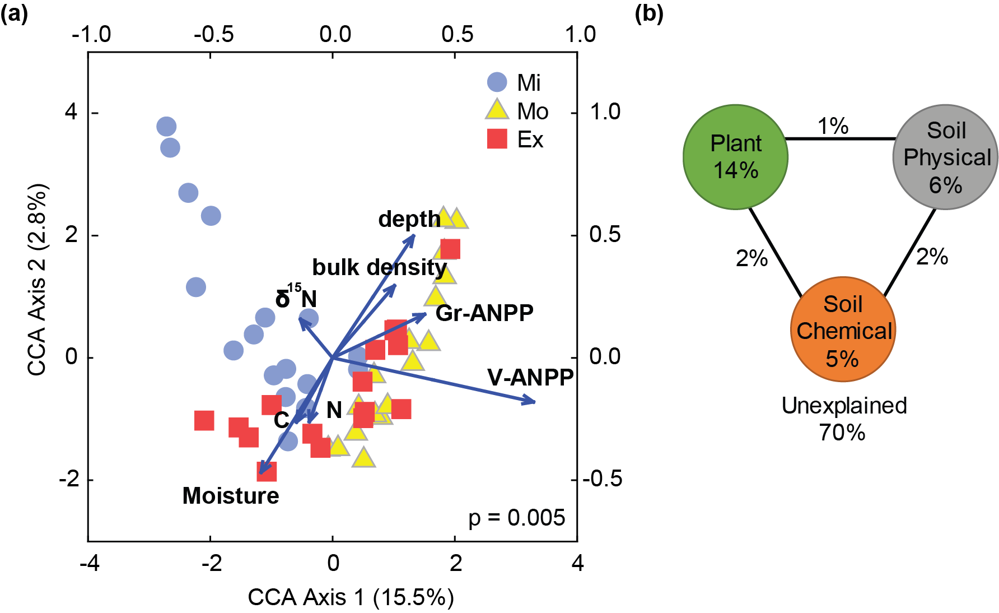 (a)
-1.0 -0.5 0.0 0.5 1.0
Mi
Mo
Ex
4
2
0
-2
1.0
0.5
0.0
-0.5
CCA Axis 2 (2.8%)
depth
bulk density
δ¹⁵N
Gr-ANPP
V-ANPP
N
C
Moisture
p = 0.005
-4 -2 0 2 4
CCA Axis 1 (15.5%)
(b)
Plant
14%
1%
Soil
Physical
6%
2%
2%
Soil
Chemical
5%
Unexplained
70%